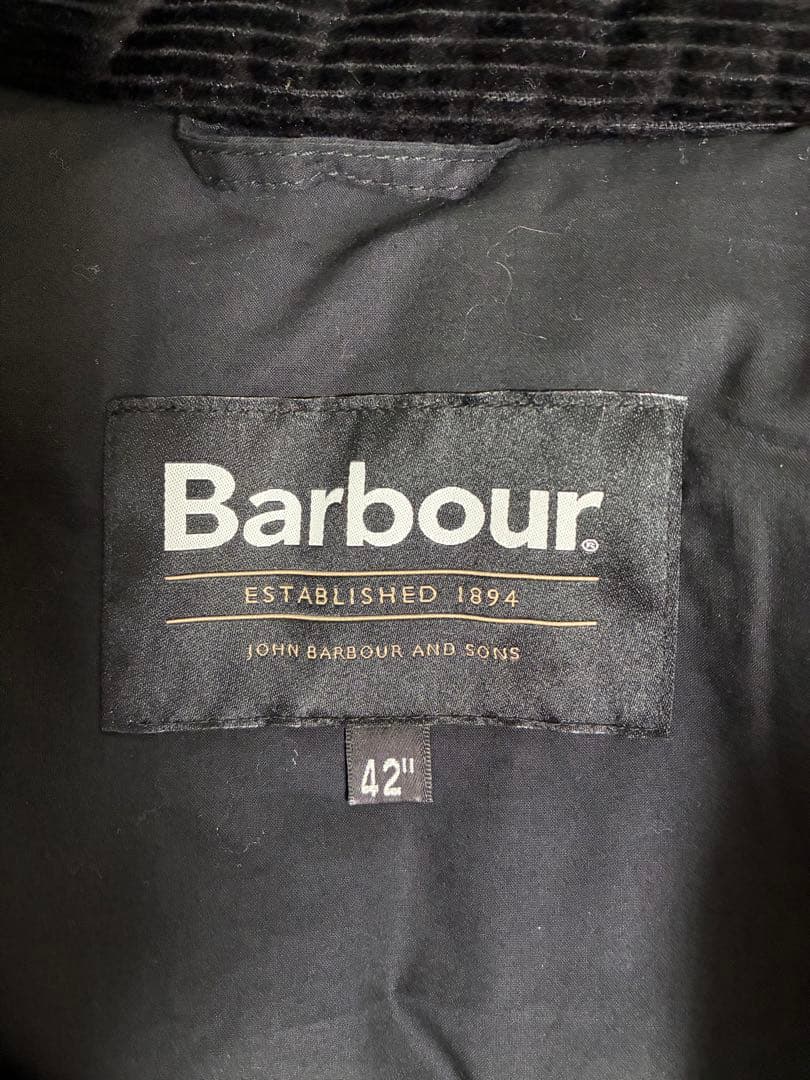 Barbour®
ESTABLISHED 1894
JOHN BARBOUR AND SONS
42"